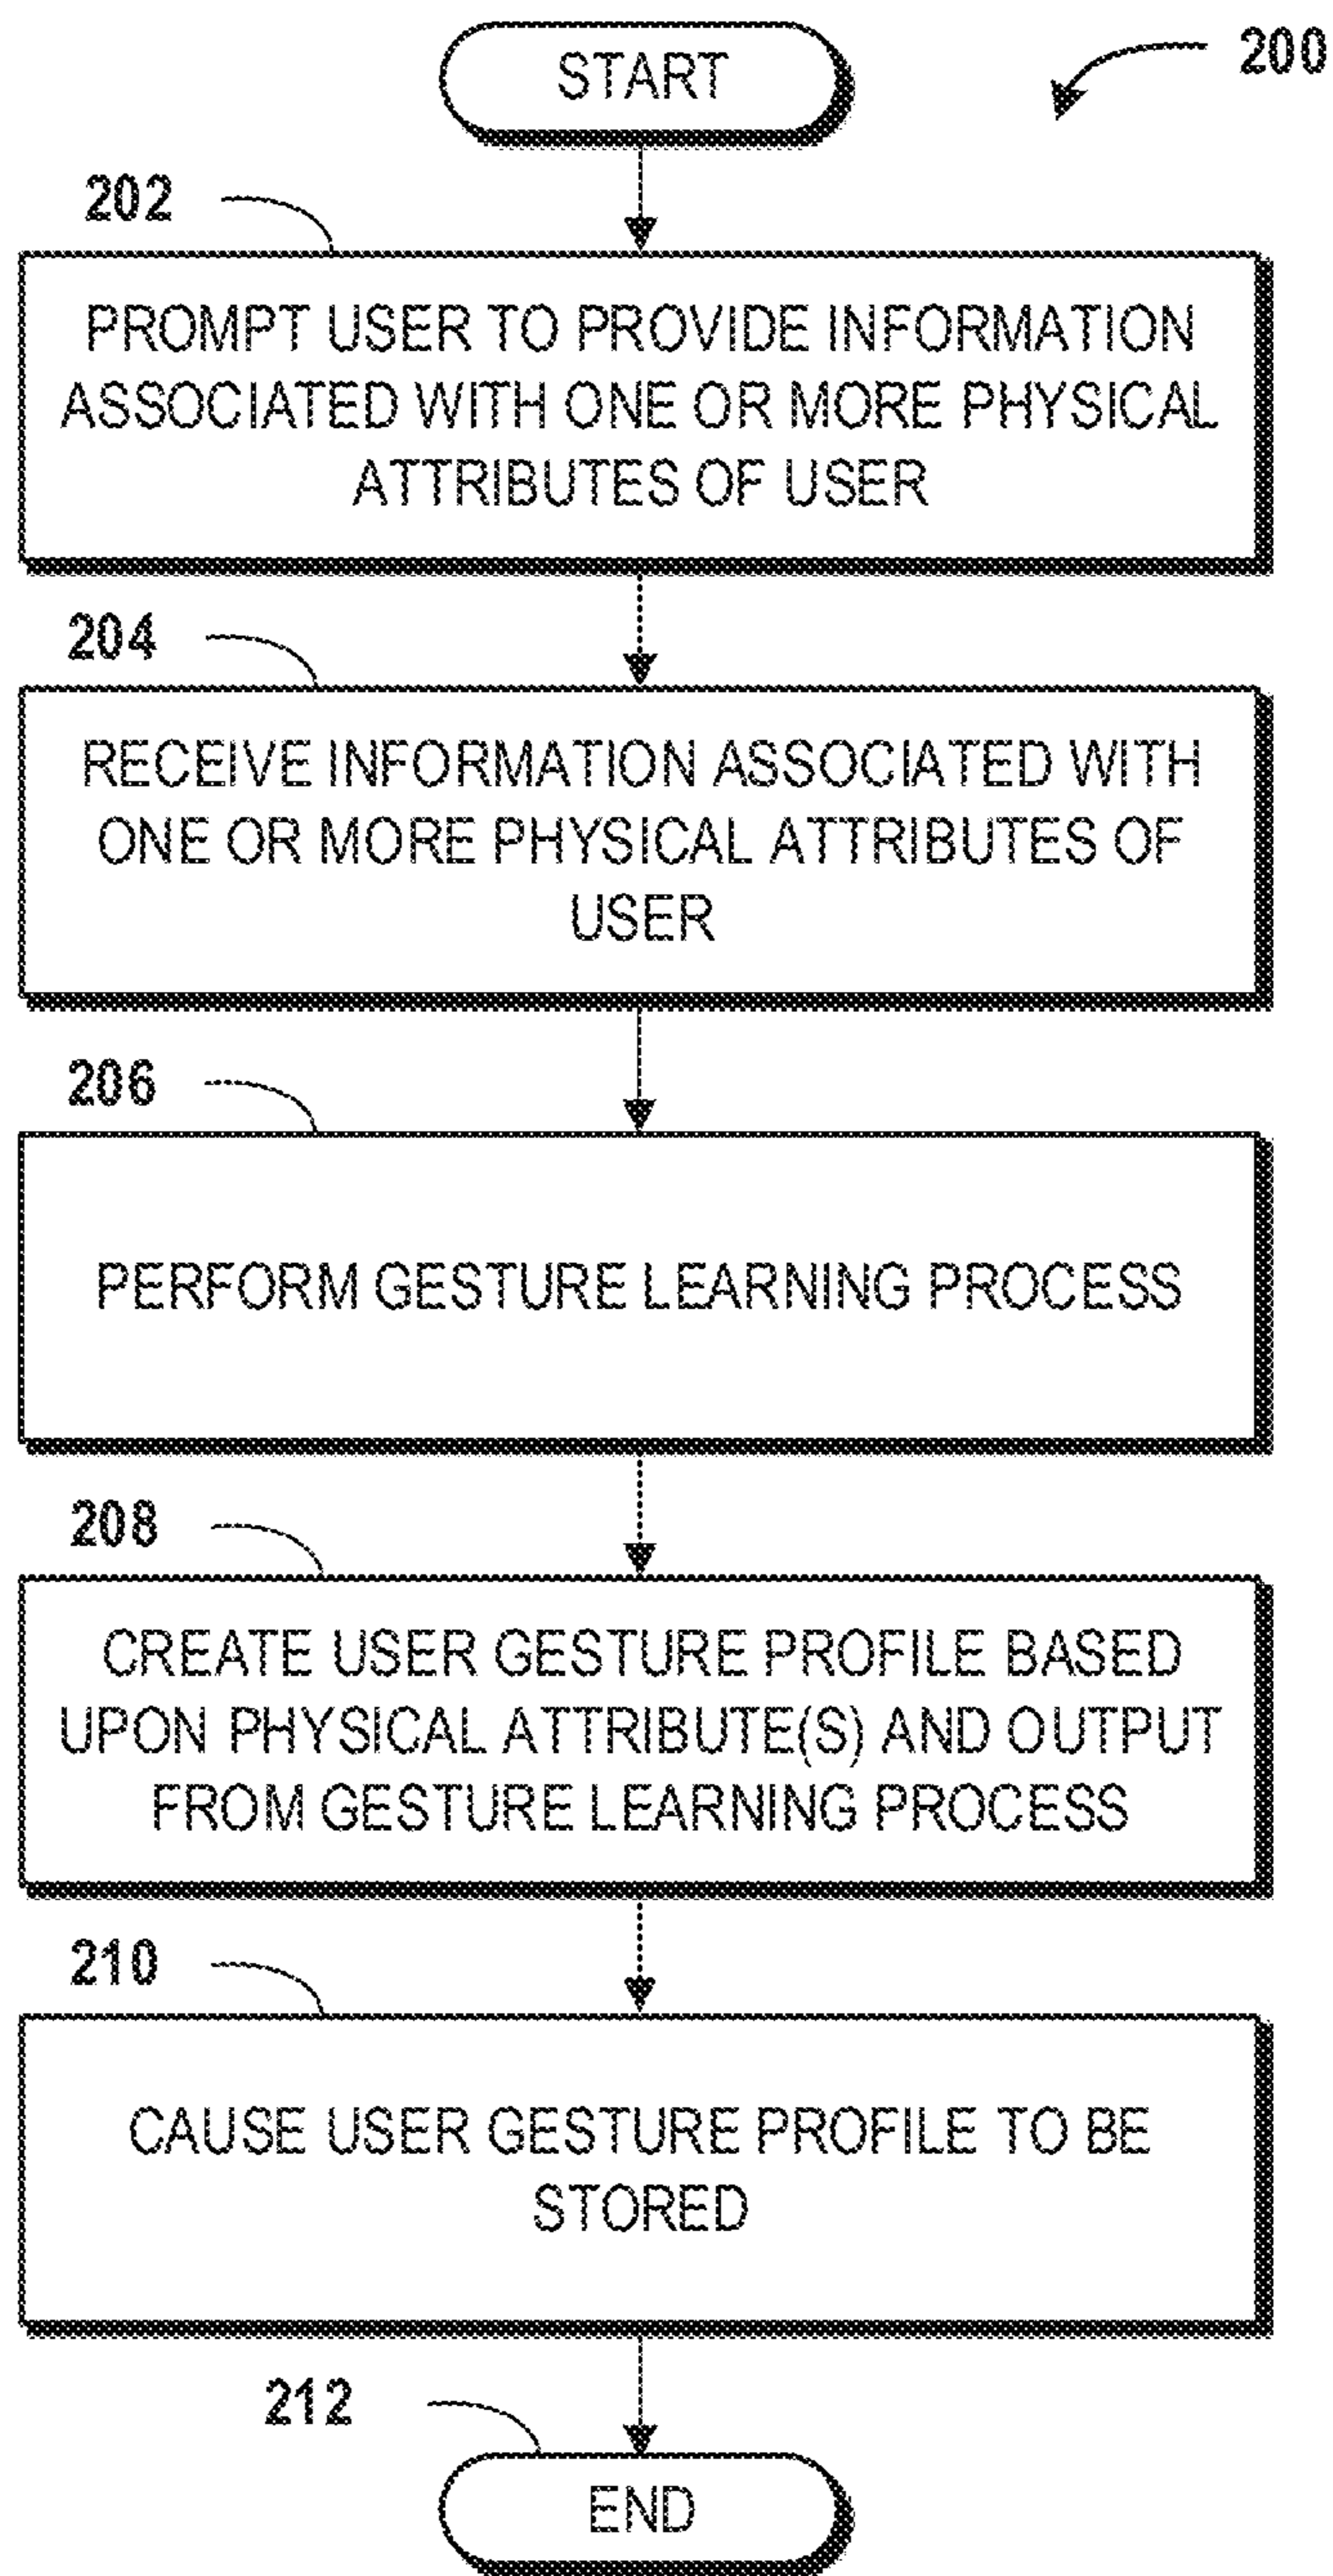 START
200
202
PROMPT USER TO PROVIDE INFORMATION
ASSOCIATED WITH ONE OR MORE PHYSICAL
ATTRIBUTES OF USER
204
RECEIVE INFORMATION ASSOCIATED WITH
ONE OR MORE PHYSICAL ATTRIBUTES OF
USER
206
PERFORM GESTURE LEARNING PROCESS
208
CREATE USER GESTURE PROFILE BASED
UPON PHYSICAL ATTRIBUTE(S) AND OUTPUT
FROM GESTURE LEARNING PROCESS
210
CAUSE USER GESTURE PROFILE TO BE
STORED
212
END